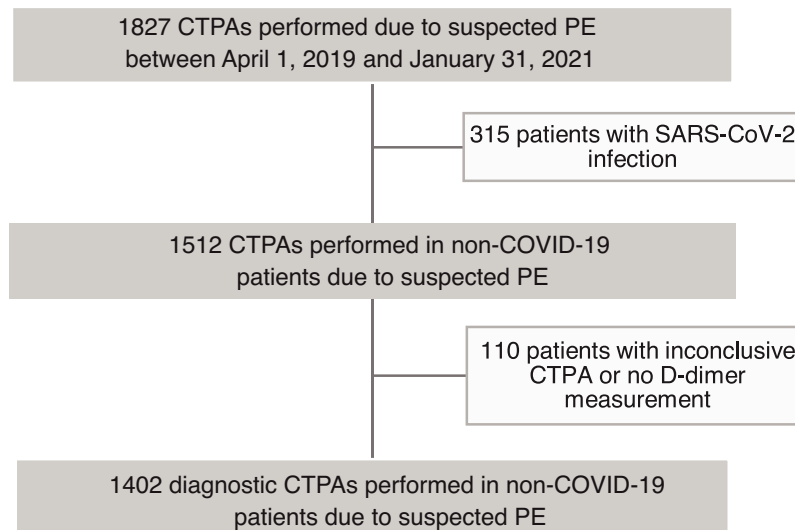 1827 CTPAs performed due to suspected PE
between April 1, 2019 and January 31, 2021
315 patients with SARS-CoV-2
infection
1512 CTPAs performed in non-COVID-19
patients due to suspected PE
110 patients with inconclusive
CTPA or no D-dimer
measurement
1402 diagnostic CTPAs performed in non-COVID-19
patients due to suspected PE